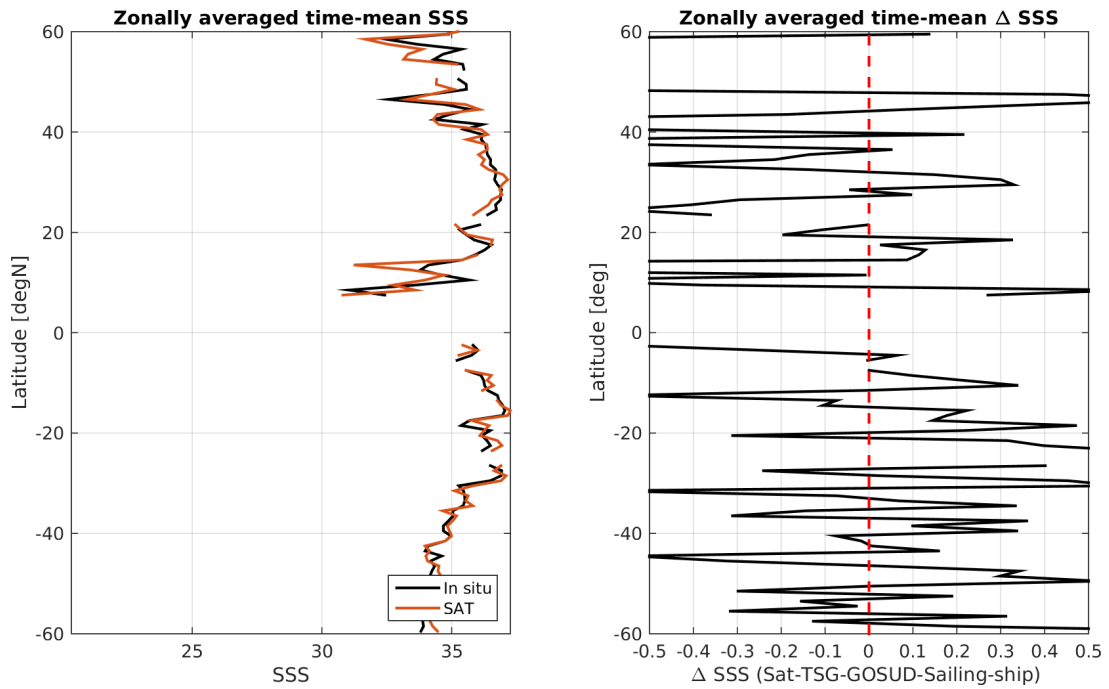 Zonally averaged time-mean SSS
60
40
20
0
-20
-40
-60
Latitude [degN]
25
30
35
SSS
In situ
SAT
Zonally averaged time-mean Δ SSS
60
40
20
0
-20
-40
-60
Latitude [deg]
-0.5 -0.4 -0.3 -0.2 -0.1 0 0.1 0.2 0.3 0.4 0.5
Δ SSS (Sat-TSG-GOSUD-Sailing-ship)